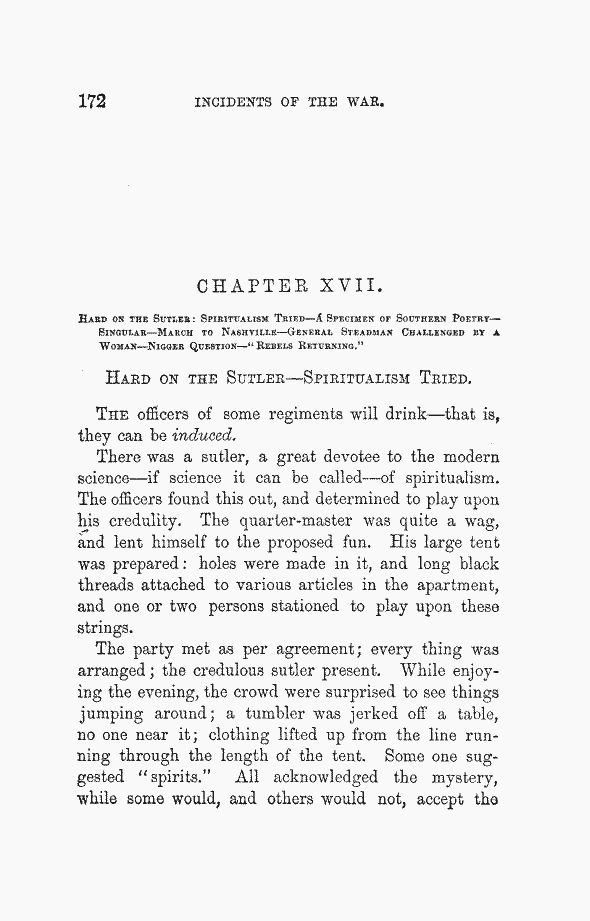 172 INCIDENTS OF THE WAR.
CHAPTER XVII.
HARD ON THE SUTLER: SPIRITUALISM TRIED—A SPECIMEN OF SOUTHERN POETRY—
SINGULAR—MARCH TO NASHVILLE—GENERAL STEADMAN CHALLENGED BY A
WOMAN—NIGGER QUESTION—"REBELS RETURNING."
HARD ON THE SUTLER—SPIRITUALISM TRIED.
THE officers of some regiments will drink—that is,
they can be induced.
There was a sutler, a great devotee to the modern
science—if science it can be called—of spiritualism.
The officers found this out, and determined to play upon
his credulity. The quarter-master was quite a wag,
and lent himself to the proposed fun. His large tent
was prepared: holes were made in it, and long black
threads attached to various articles in the apartment,
and one or two persons stationed to play upon these
strings.
The party met as per agreement; every thing was
arranged; the credulous sutler present. While enjoy-
ing the evening, the crowd were surprised to see things
jumping around; a tumbler was jerked off a table,
no one near it; clothing lifted up from the line run-
ning through the length of the tent. Some one sug-
gested "spirits." All acknowledged the mystery,
while some would, and others would not, accept the